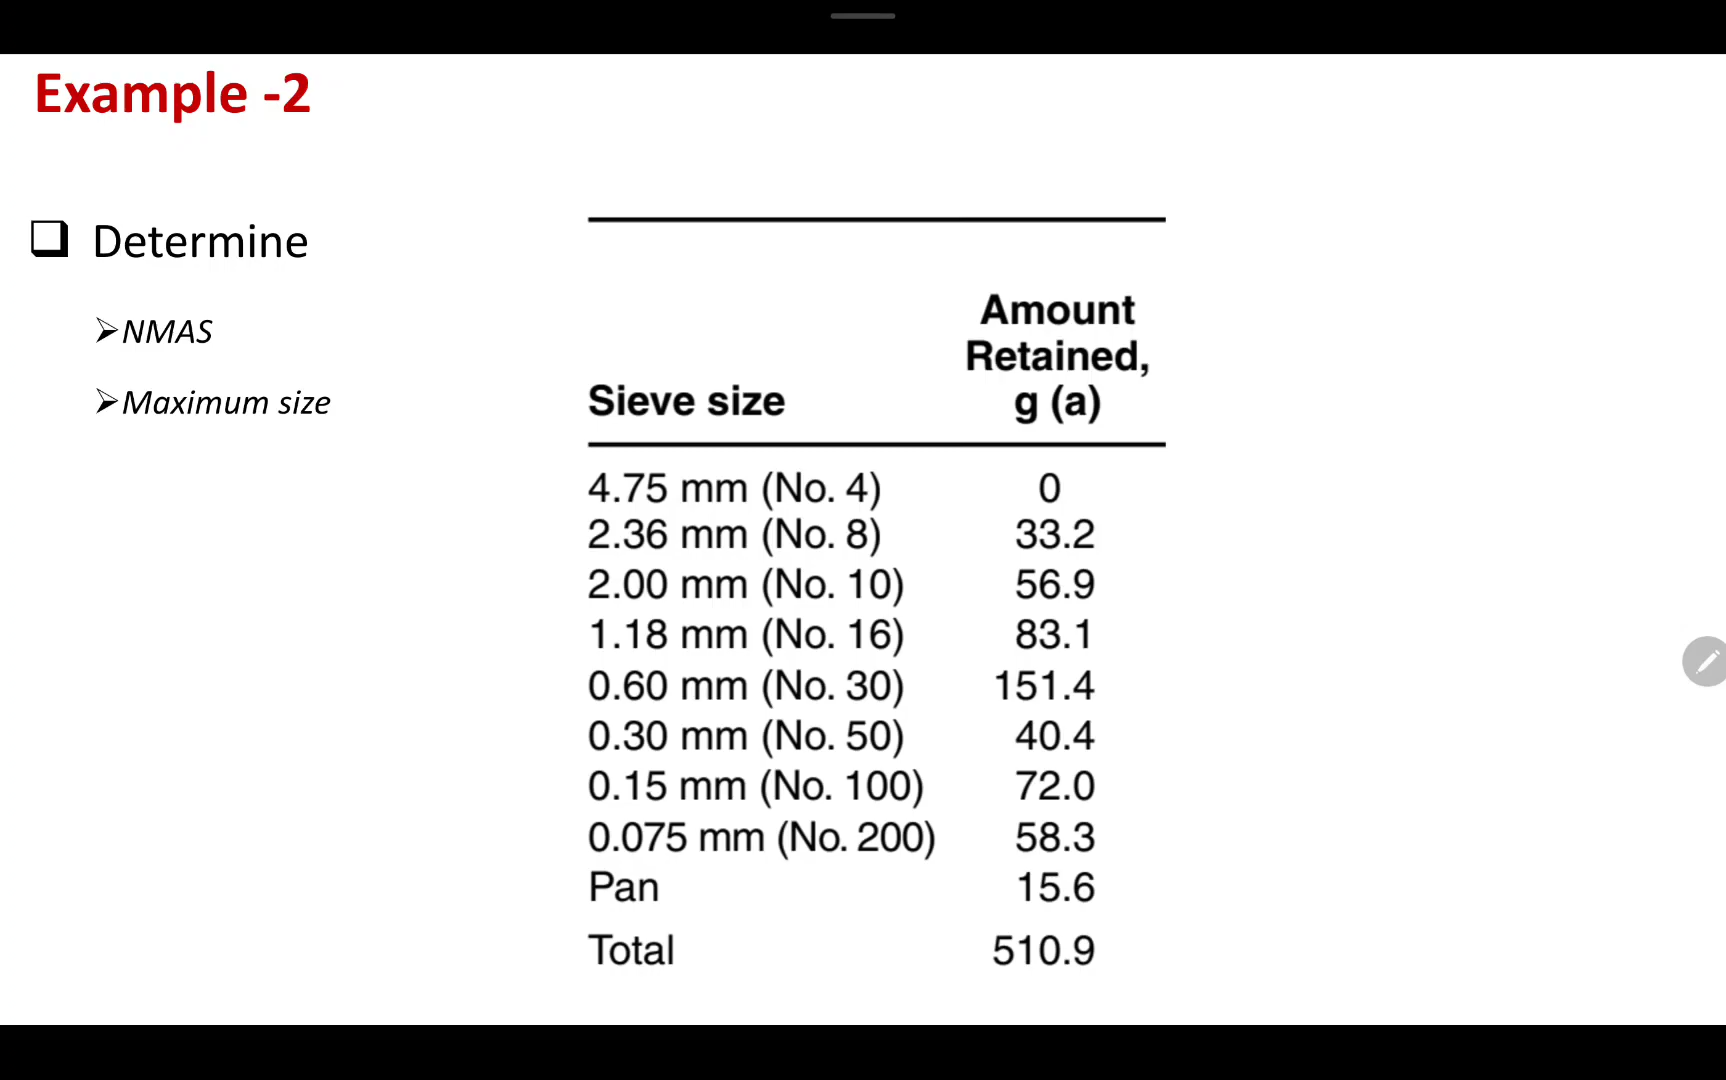 Example -2
Determine
NMAS
Maximum size
Amount
Retained,
Sieve size g (a)
4.75 mm (No. 4) 0
2.36 mm (No. 8) 33.2
2.00 mm (No. 10) 56.9
1.18 mm (No. 16) 83.1
0.60 mm (No. 30) 151.4
0.30 mm (No. 50) 40.4
0.15 mm (No. 100) 72.0
0.075 mm (No. 200) 58.3
Pan 15.6
Total 510.9